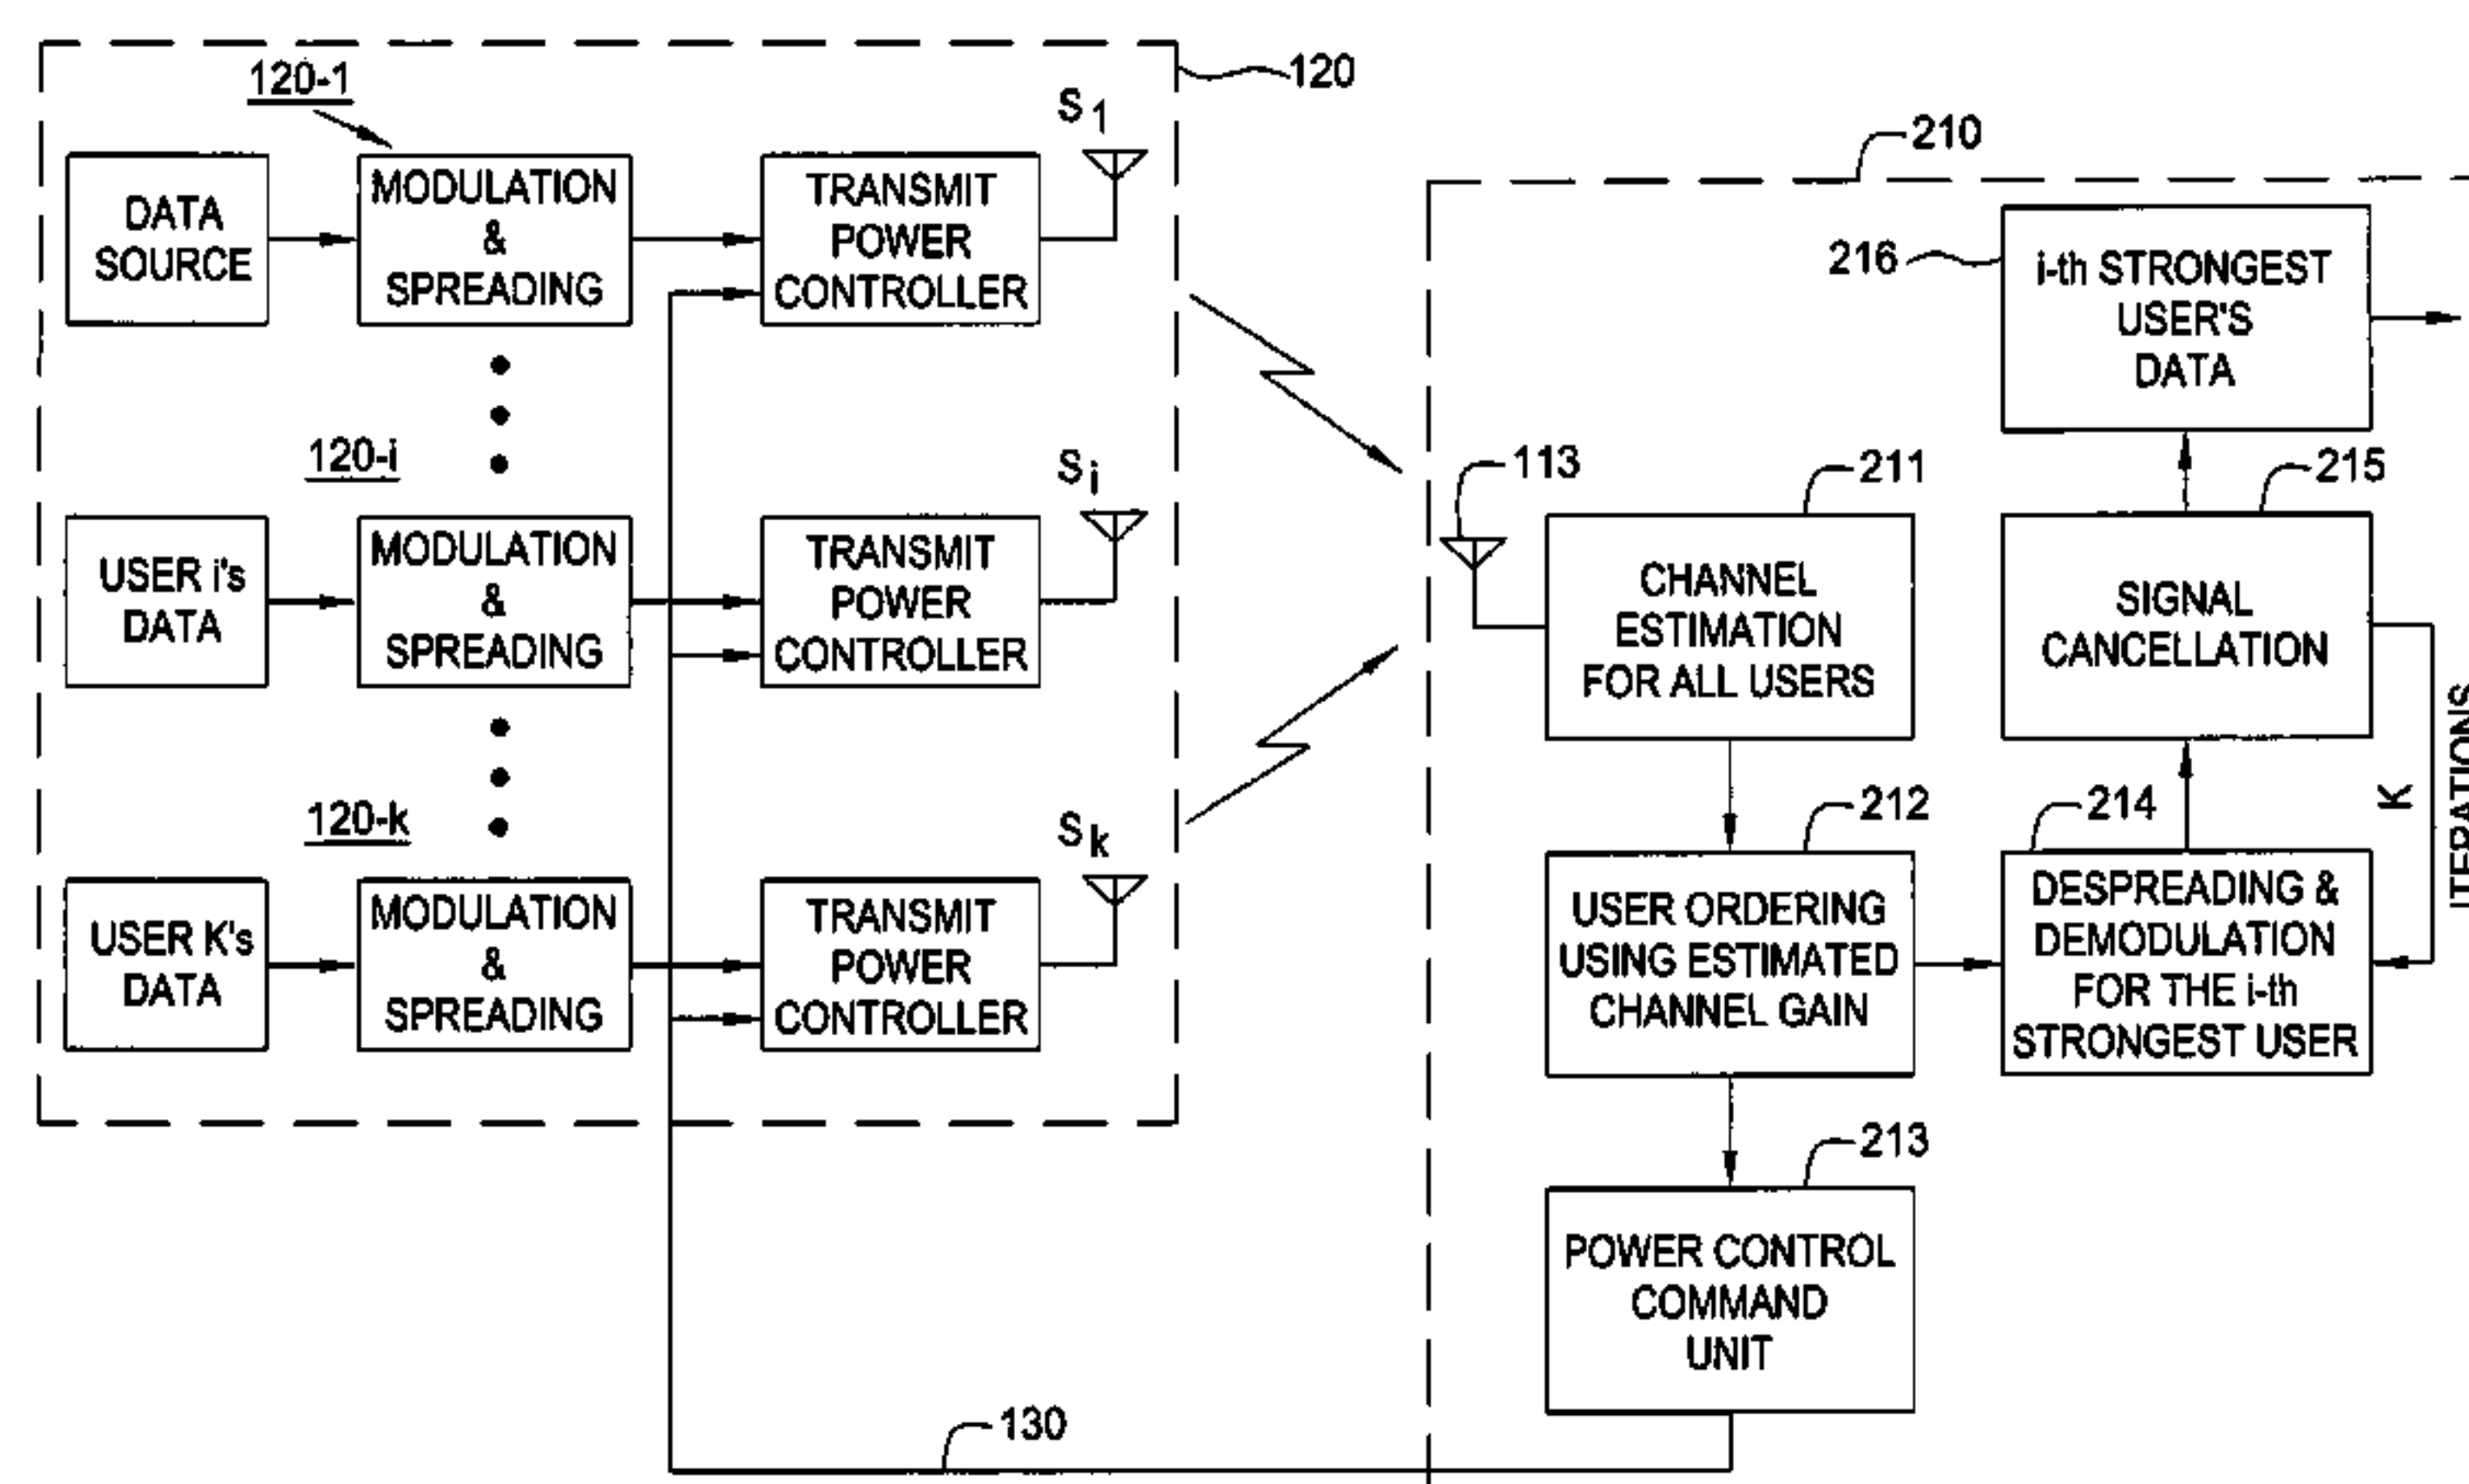 120-1
120
S1
DATA
SOURCE
MODULATION
&
SPREADING
TRANSMIT
POWER
CONTROLLER
120-i
Si
USER i's
DATA
MODULATION
&
SPREADING
TRANSMIT
POWER
CONTROLLER
120-k
Sk
USER K's
DATA
MODULATION
&
SPREADING
TRANSMIT
POWER
CONTROLLER
130
210
216
i-th STRONGEST
USER'S
DATA
113
211
CHANNEL
ESTIMATION
FOR ALL USERS
215
SIGNAL
CANCELLATION
K
ITERATIONS
212
USER ORDERING
USING ESTIMATED
CHANNEL GAIN
214
DESPREADING &
DEMODULATION
FOR THE i-th
STRONGEST USER
213
POWER CONTROL
COMMAND
UNIT